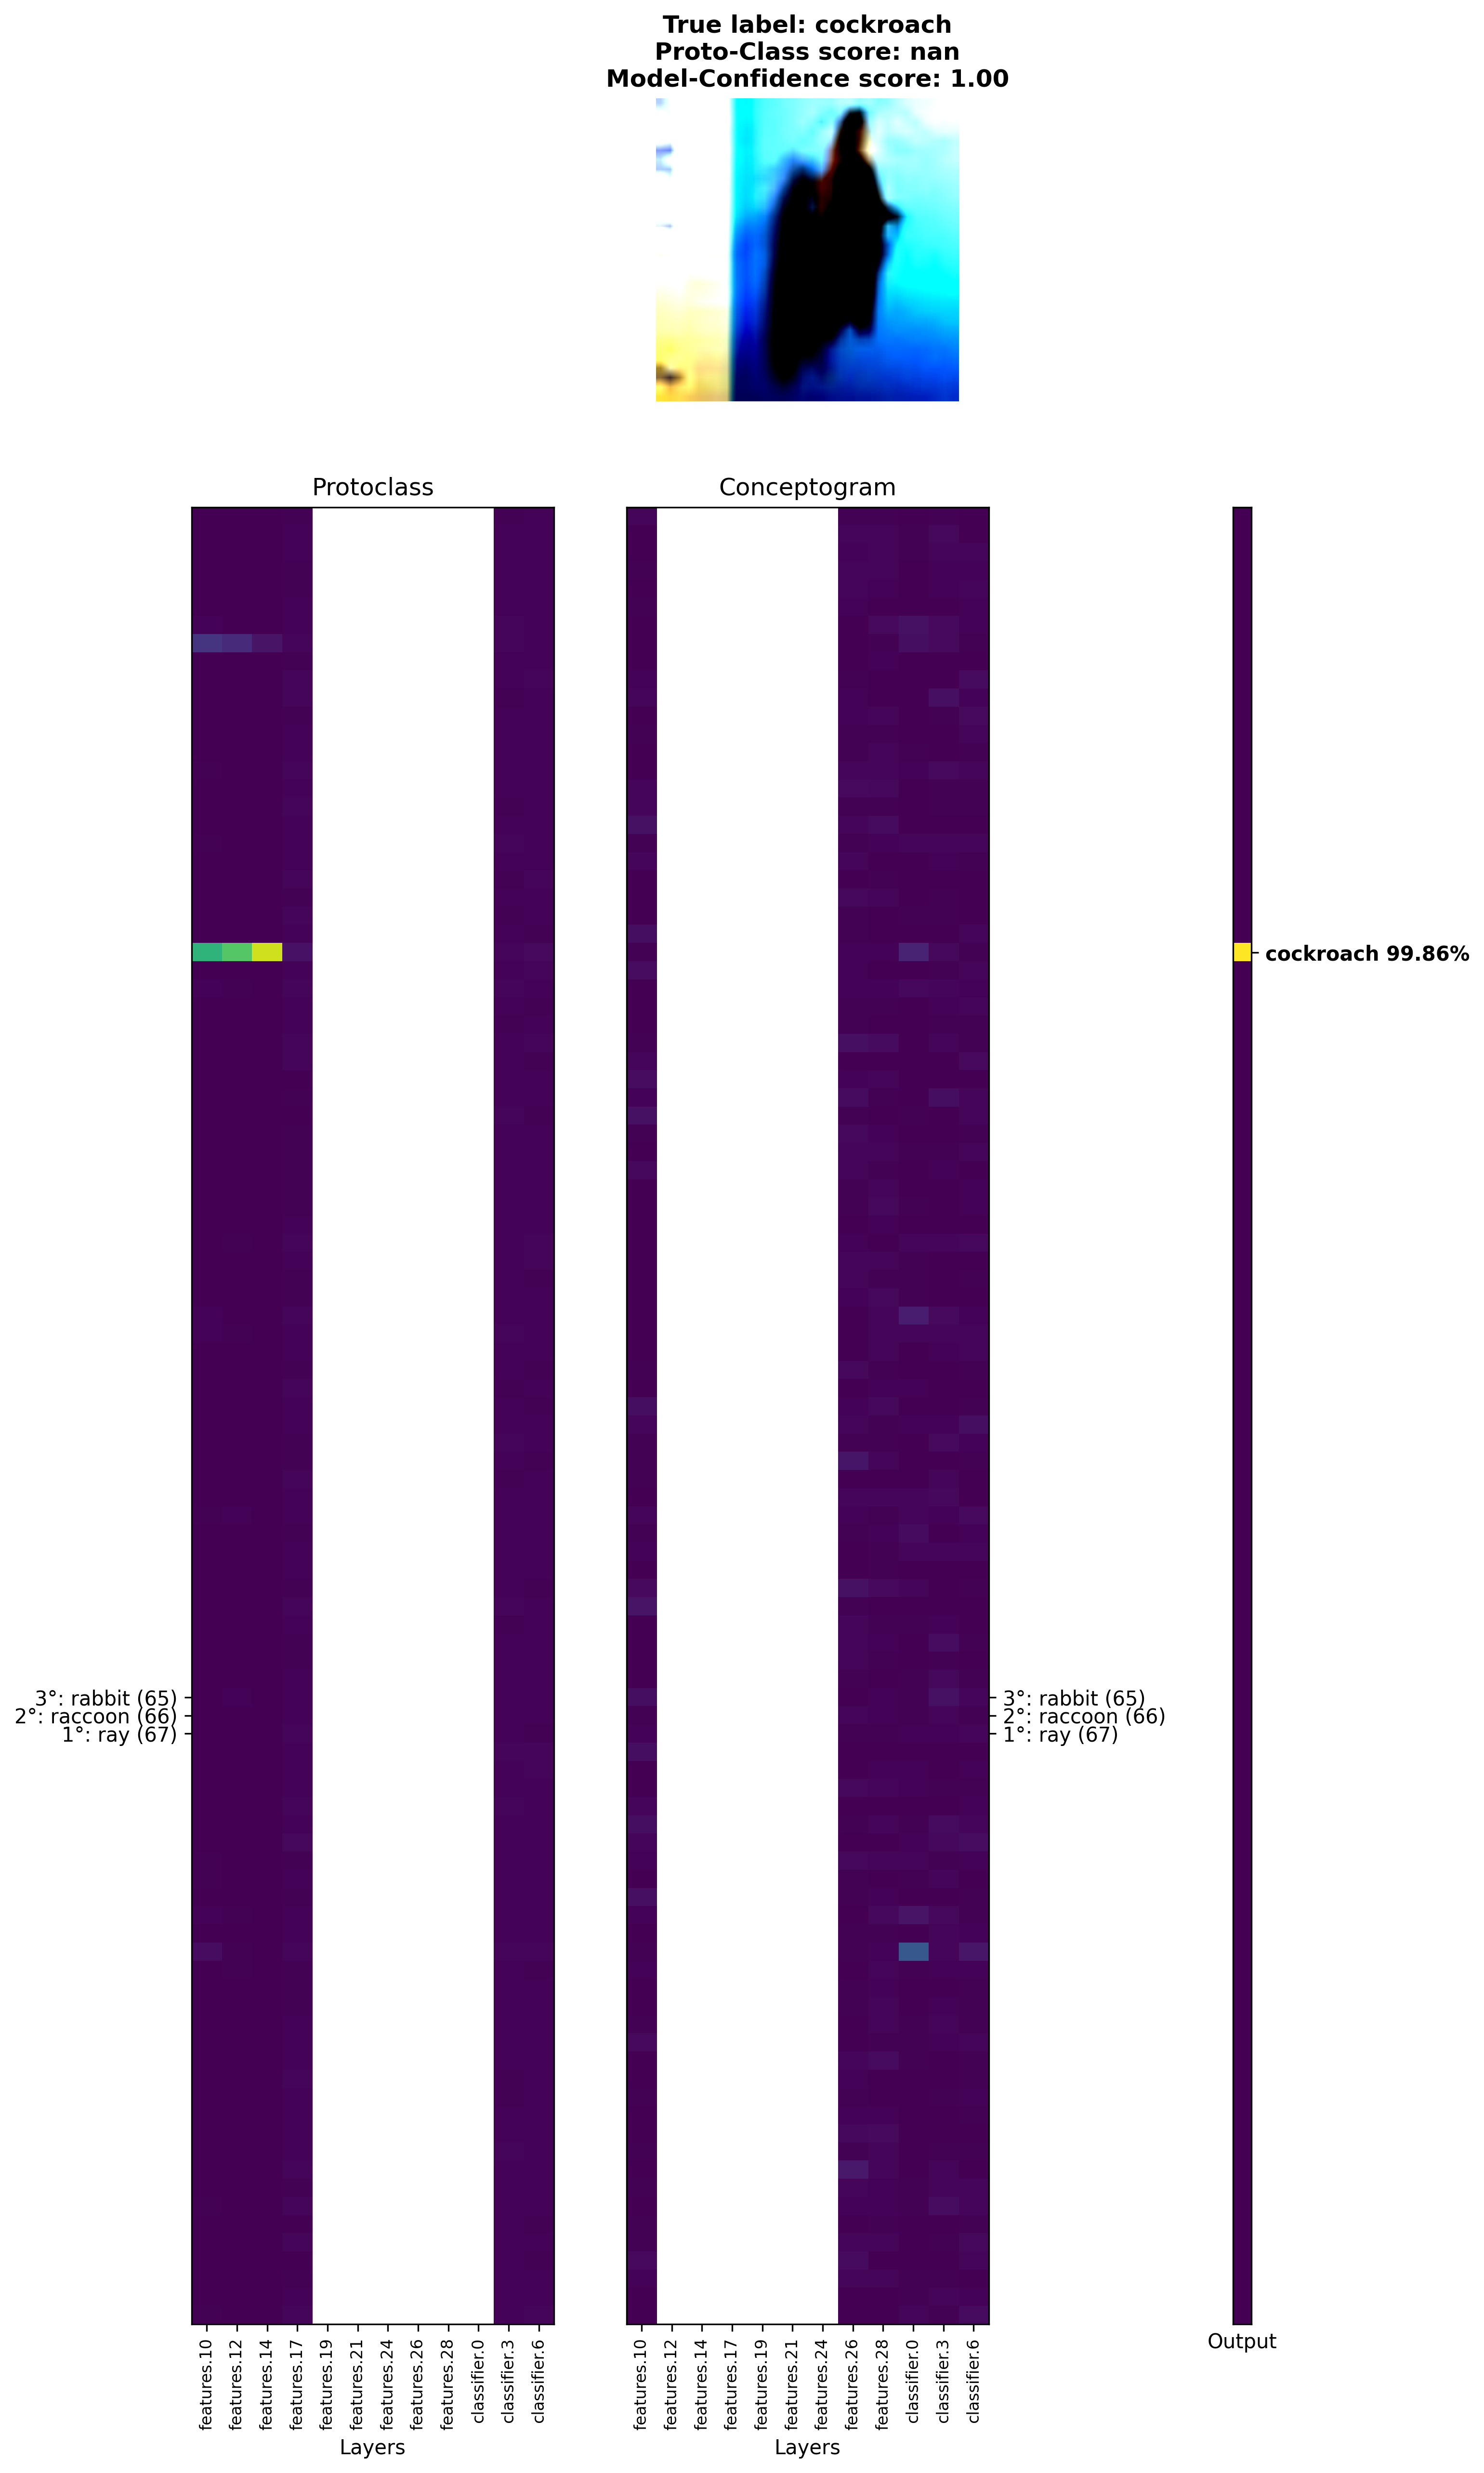 True label: cockroach
Proto-Class score: nan
Model-Confidence score: 1.00
Protoclass
Conceptogram
cockroach 99.86%
3°: rabbit (65)
2°: raccoon (66)
1°: ray (67)
3°: rabbit (65)
2°: raccoon (66)
1°: ray (67)
features.10
features.12
features.14
features.17
features.19
features.21
features.24
features.26
features.28
classifier.0
classifier.3
classifier.6
Layers
features.10
features.12
features.14
features.17
features.19
features.21
features.24
features.26
features.28
classifier.0
classifier.3
classifier.6
Layers
Output